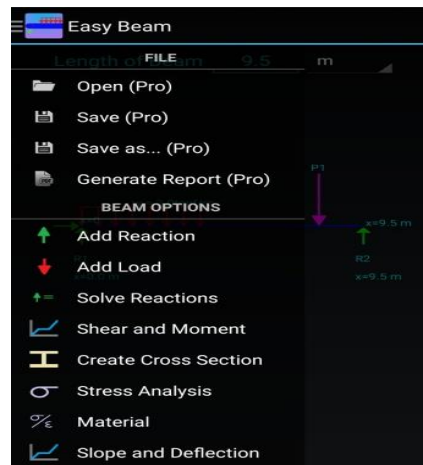 Easy Beam
FILE
Length of Beam 9.5 m
Open (Pro)
Save (Pro)
Save as... (Pro)
Generate Report (Pro)
P1
BEAM OPTIONS
x=9.5 m
Add Reaction
R2
Add Load
x=9.5 m
Solve Reactions
Shear and Moment
Create Cross Section
Stress Analysis
σ/ε Material
Slope and Deflection